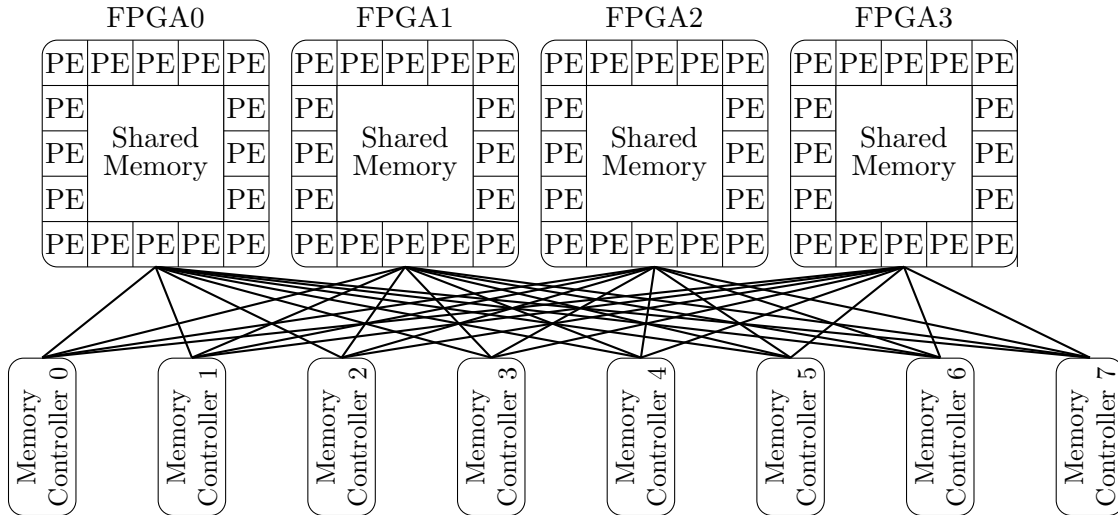 FPGA0 FPGA1 FPGA2 FPGA3
PE PE PE PE PE PE PE PE PE PE PE PE PE PE PE PE PE PE PE PE
PE PE PE PE PE PE PE PE
Shared Shared Shared Shared
PE PE PE PE PE PE PE PE
Memory Memory Memory Memory
PE PE PE PE PE PE PE PE
PE PE PE PE PE PE PE PE PE PE PE PE PE PE PE PE PE PE PE PE
Memory
Controller 0
Memory
Controller 1
Memory
Controller 2
Memory
Controller 3
Memory
Controller 4
Memory
Controller 5
Memory
Controller 6
Memory
Controller 7